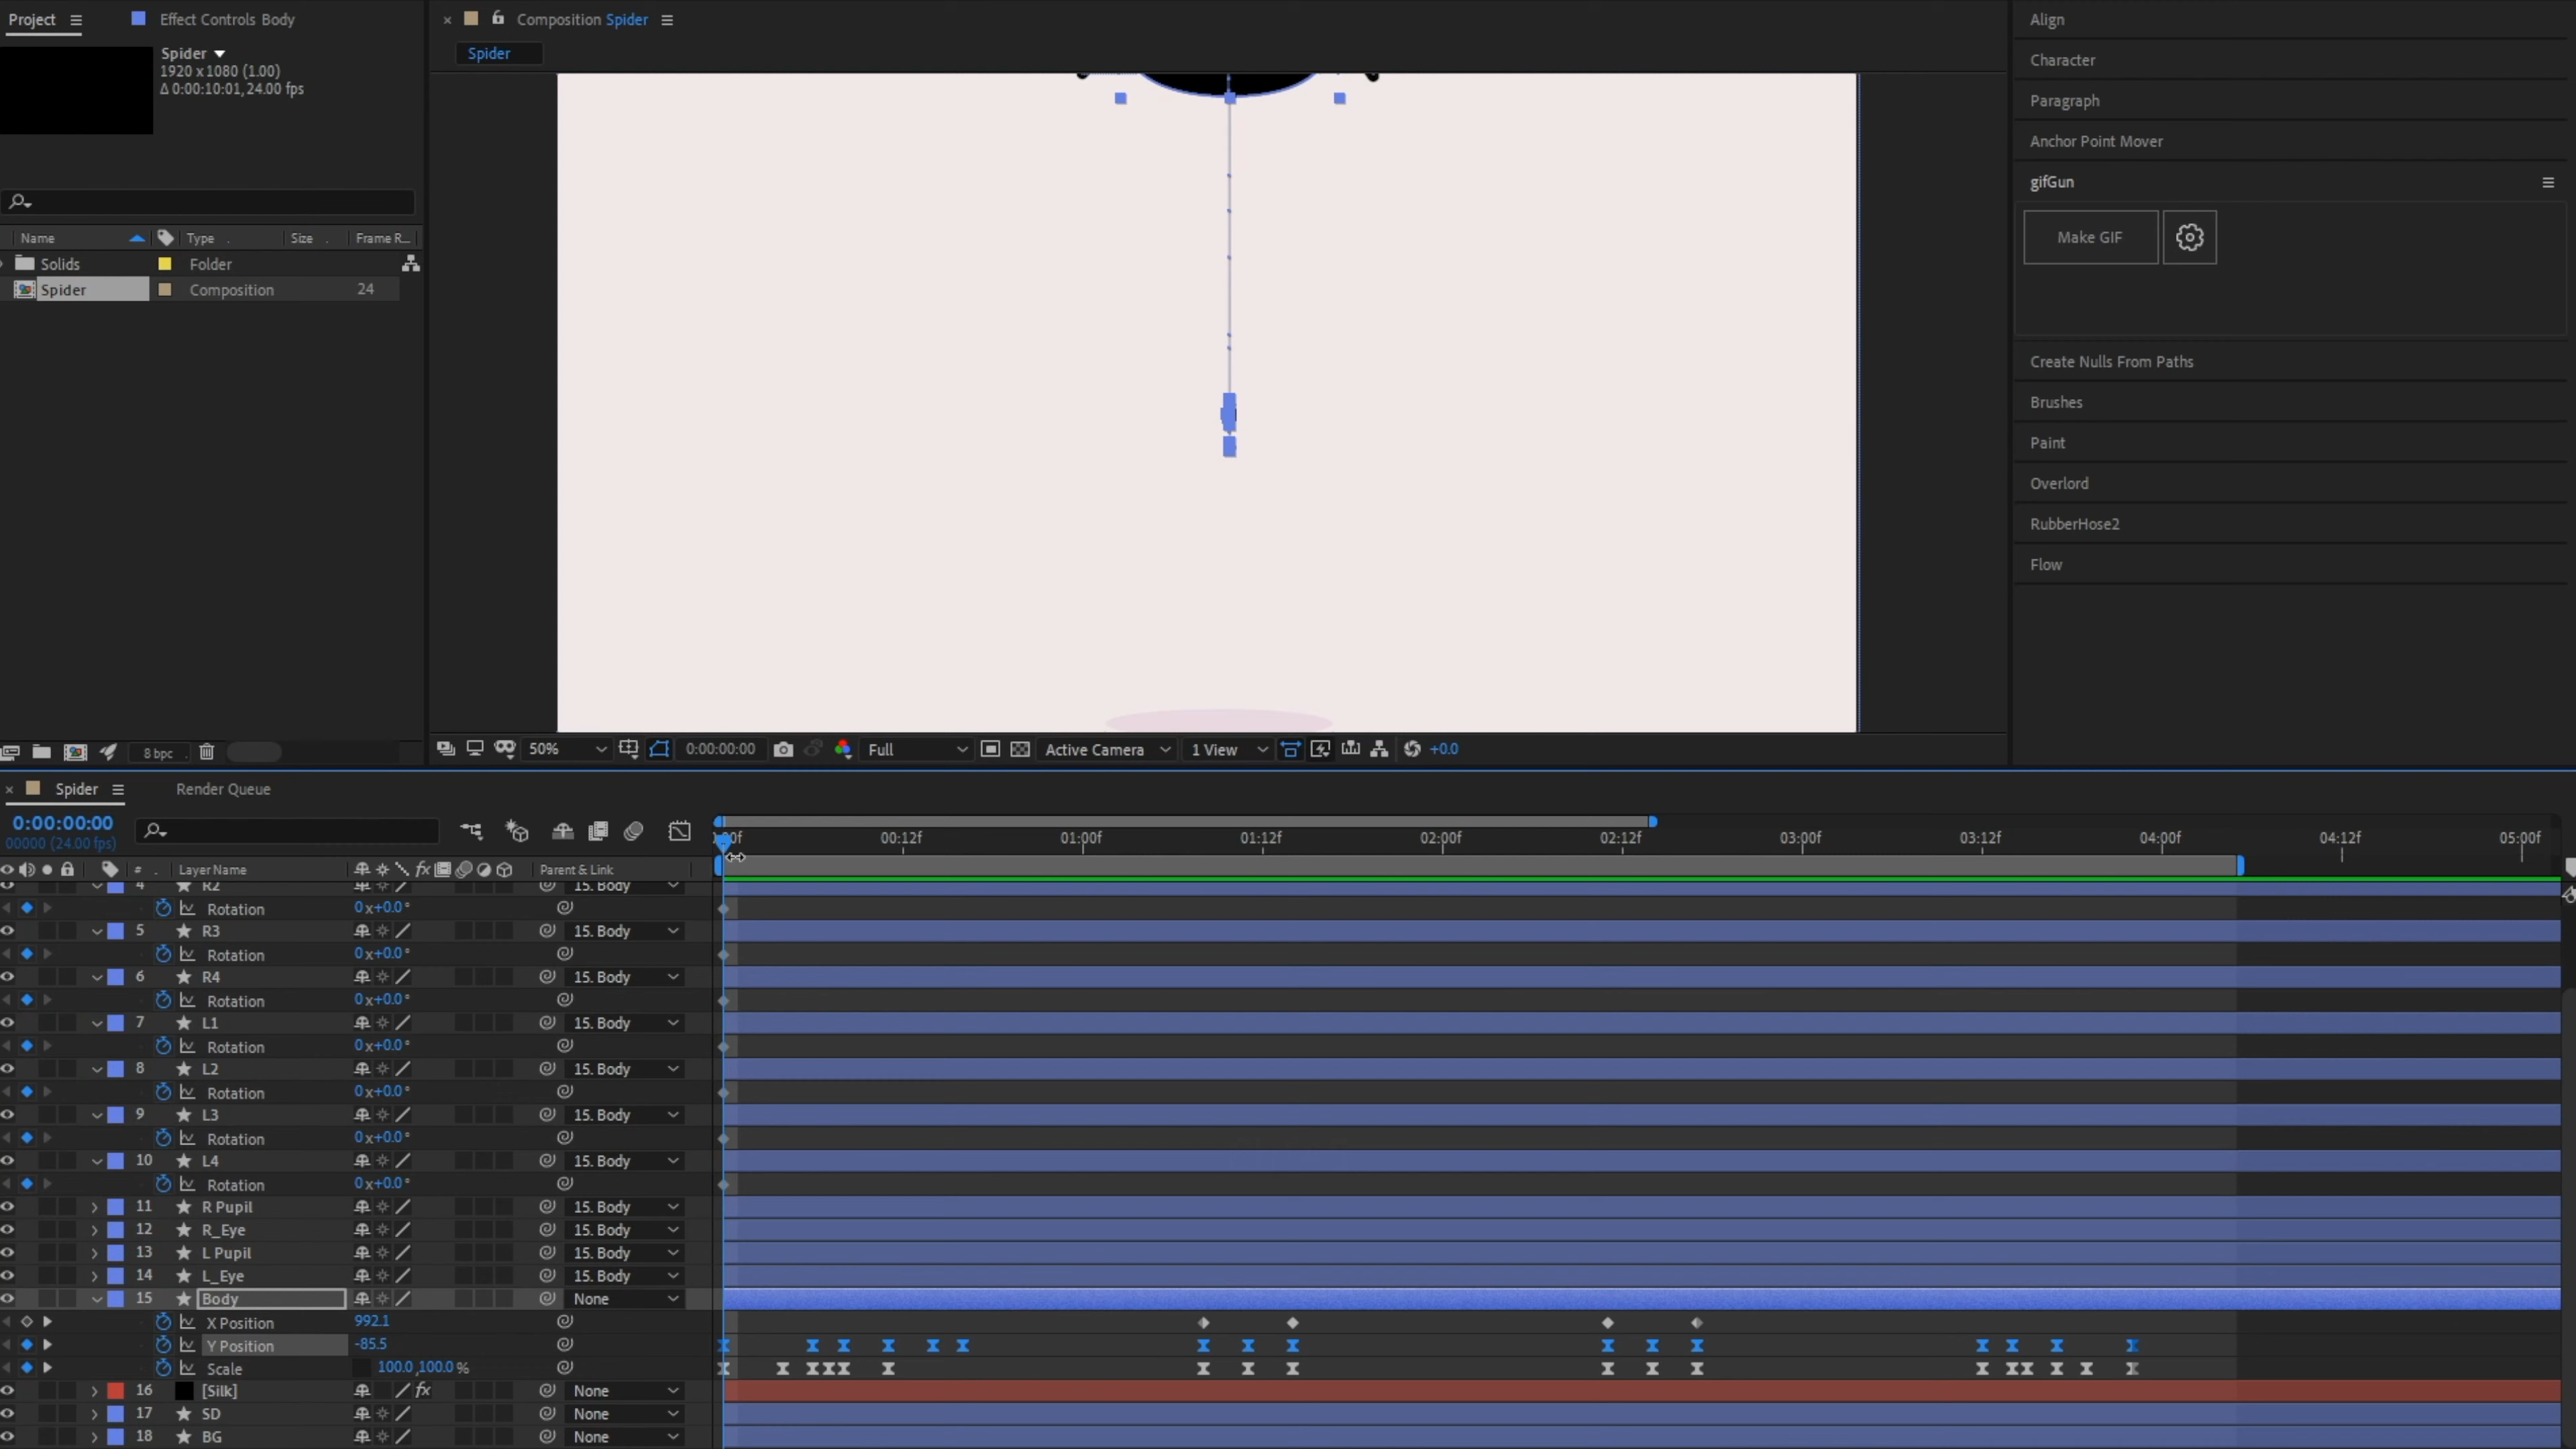 Project
Effect Controls Body
Spider
1920 x 1080 (1.00)
Δ 0:00:10:01, 24.00 fps
Name Type Size Frame R...
Solids Folder
Spider Composition 24
8 bpc
Composition Spider
Spider
50% 0:00:00:00 Full Active Camera 1 View +0.0
Align
Character
Paragraph
Anchor Point Mover
gifGun
Make GIF
Create Nulls From Paths
Brushes
Paint
Overlord
RubberHose2
Flow
Spider Render Queue
0:00:00:00
00000 (24.00 fps)
:00f 00:12f 01:00f 01:12f 02:00f 02:12f 03:00f 03:12f 04:00f 04:12f 05:00f
# Layer Name fx Parent & Link
4 R2 15. Body
Rotation 0x+0.0°
5 R3 15. Body
Rotation 0x+0.0°
6 R4 15. Body
Rotation 0x+0.0°
7 L1 15. Body
Rotation 0x+0.0°
8 L2 15. Body
Rotation 0x+0.0°
9 L3 15. Body
Rotation 0x+0.0°
10 L4 15. Body
Rotation 0x+0.0°
11 R Pupil 15. Body
12 R_Eye 15. Body
13 L Pupil 15. Body
14 L_Eye 15. Body
15 Body None
X Position 992.1
Y Position -85.5
Scale 100.0,100.0%
16 [Silk] fx None
17 SD None
18 BG None